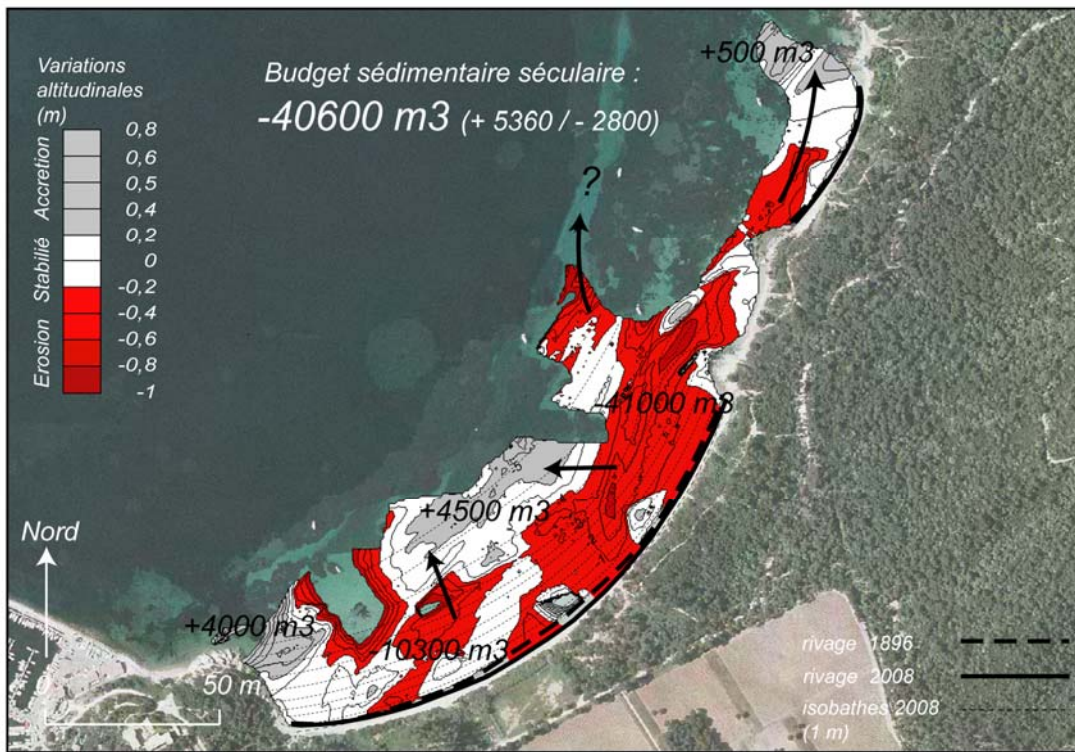 Variations
altitudinales
(m)
Budget sédimentaire séculaire :
-40600 m3 (+ 5360 / - 2800)
+500 m3
Accretion
Stabilié
Erosion
0,8
0,6
0,5
0,4
0,2
0
-0,2
-0,4
-0,6
-0,8
-1
?
-41000 m3
+4500 m3
Nord
+4000 m3
-10300 m3
0 50 m
rivage 1896
rivage 2008
isobathes 2008
(1 m)